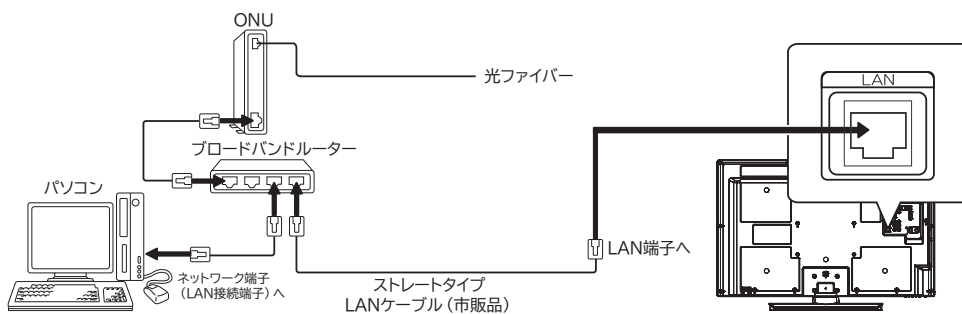 ONU
光ファイバー
LAN
ブロードバンドルーター
パソコン
LAN端子へ
ネットワーク端子
(LAN接続端子)へ
ストレートタイプ
LANケーブル(市販品)